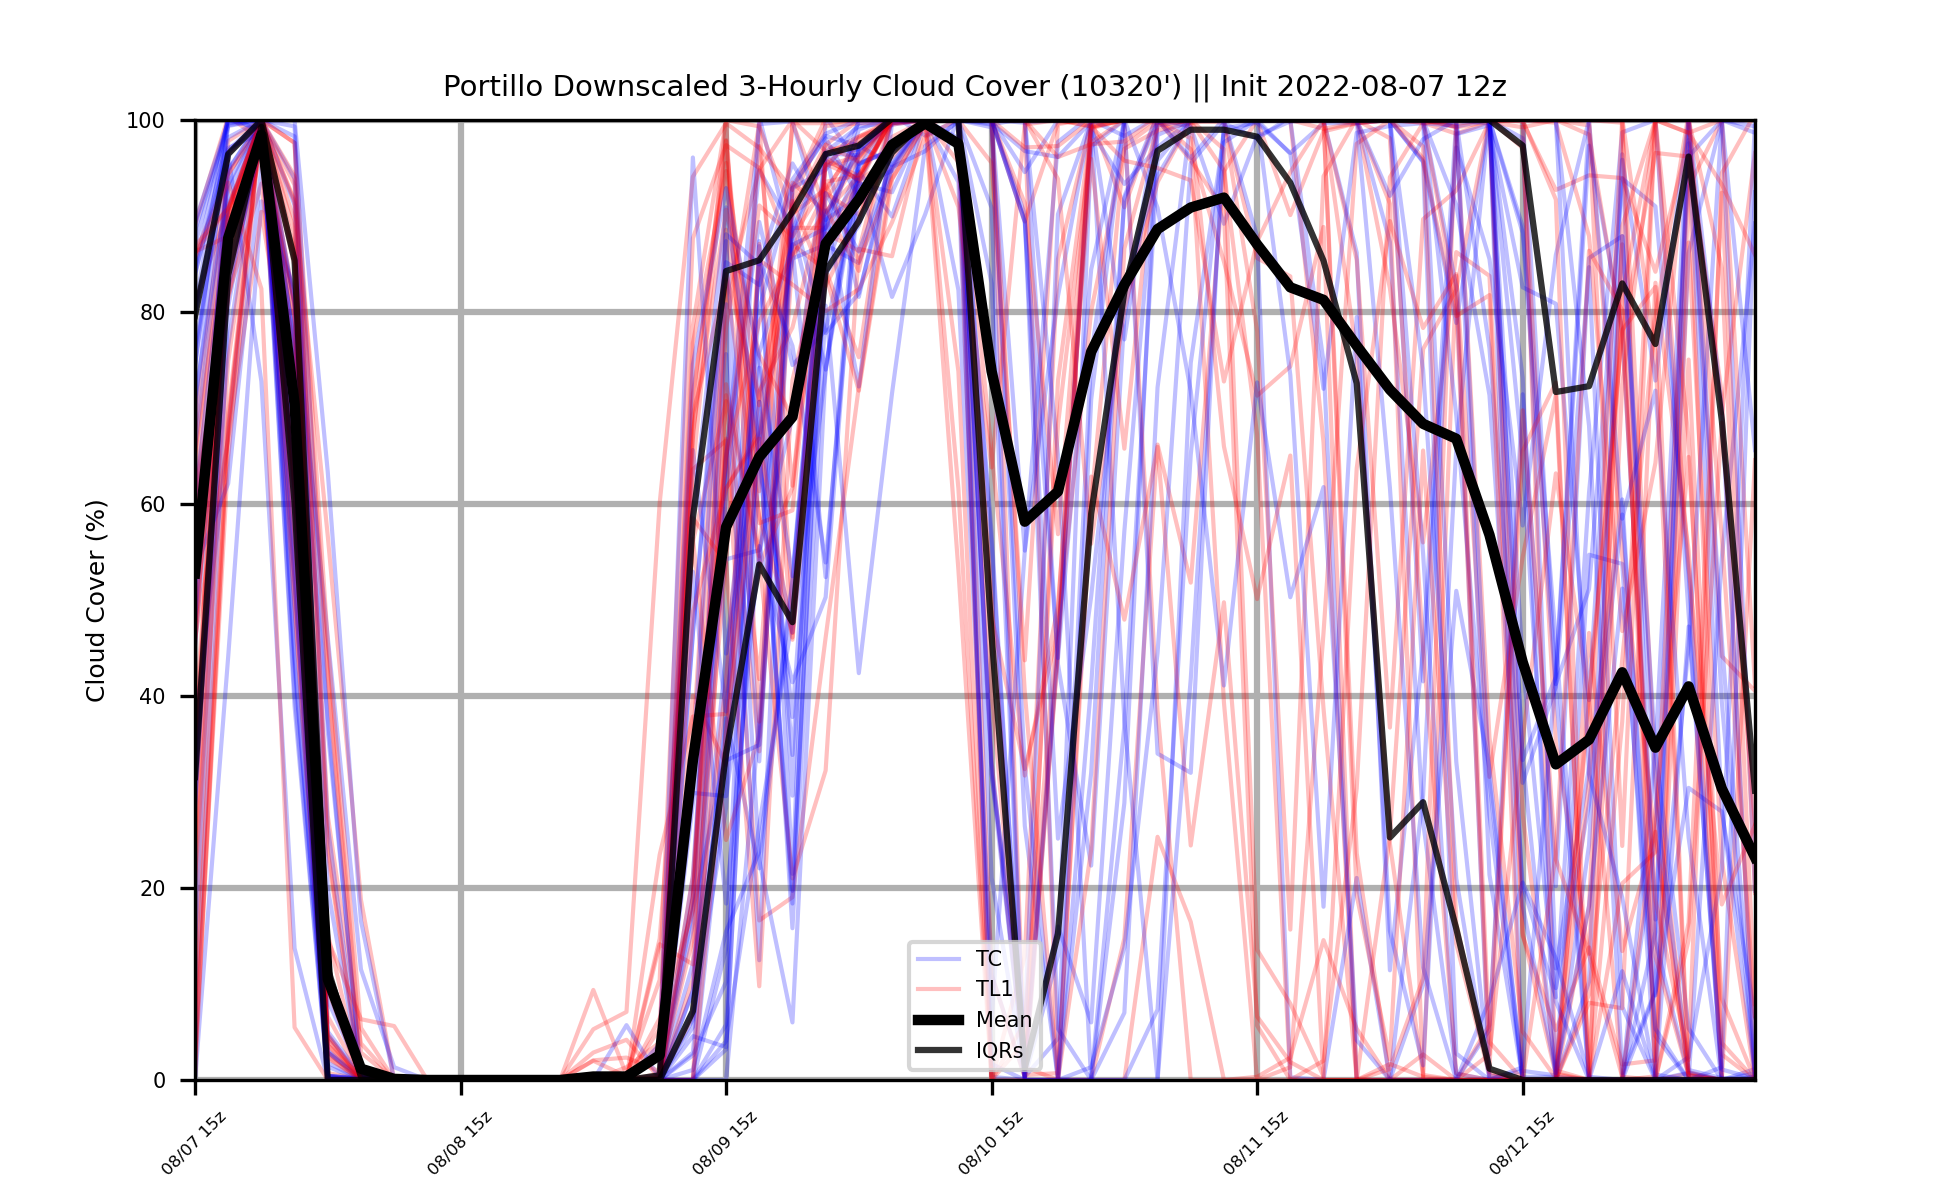 Portillo Downscaled 3-Hourly Cloud Cover (10320') || Init 2022-08-07 12z
Cloud Cover (%)
100
80
60
40
20
0
TC
TL1
Mean
IQRs
08/07 15z
08/08 15z
08/09 15z
08/10 15z
08/11 15z
08/12 15z